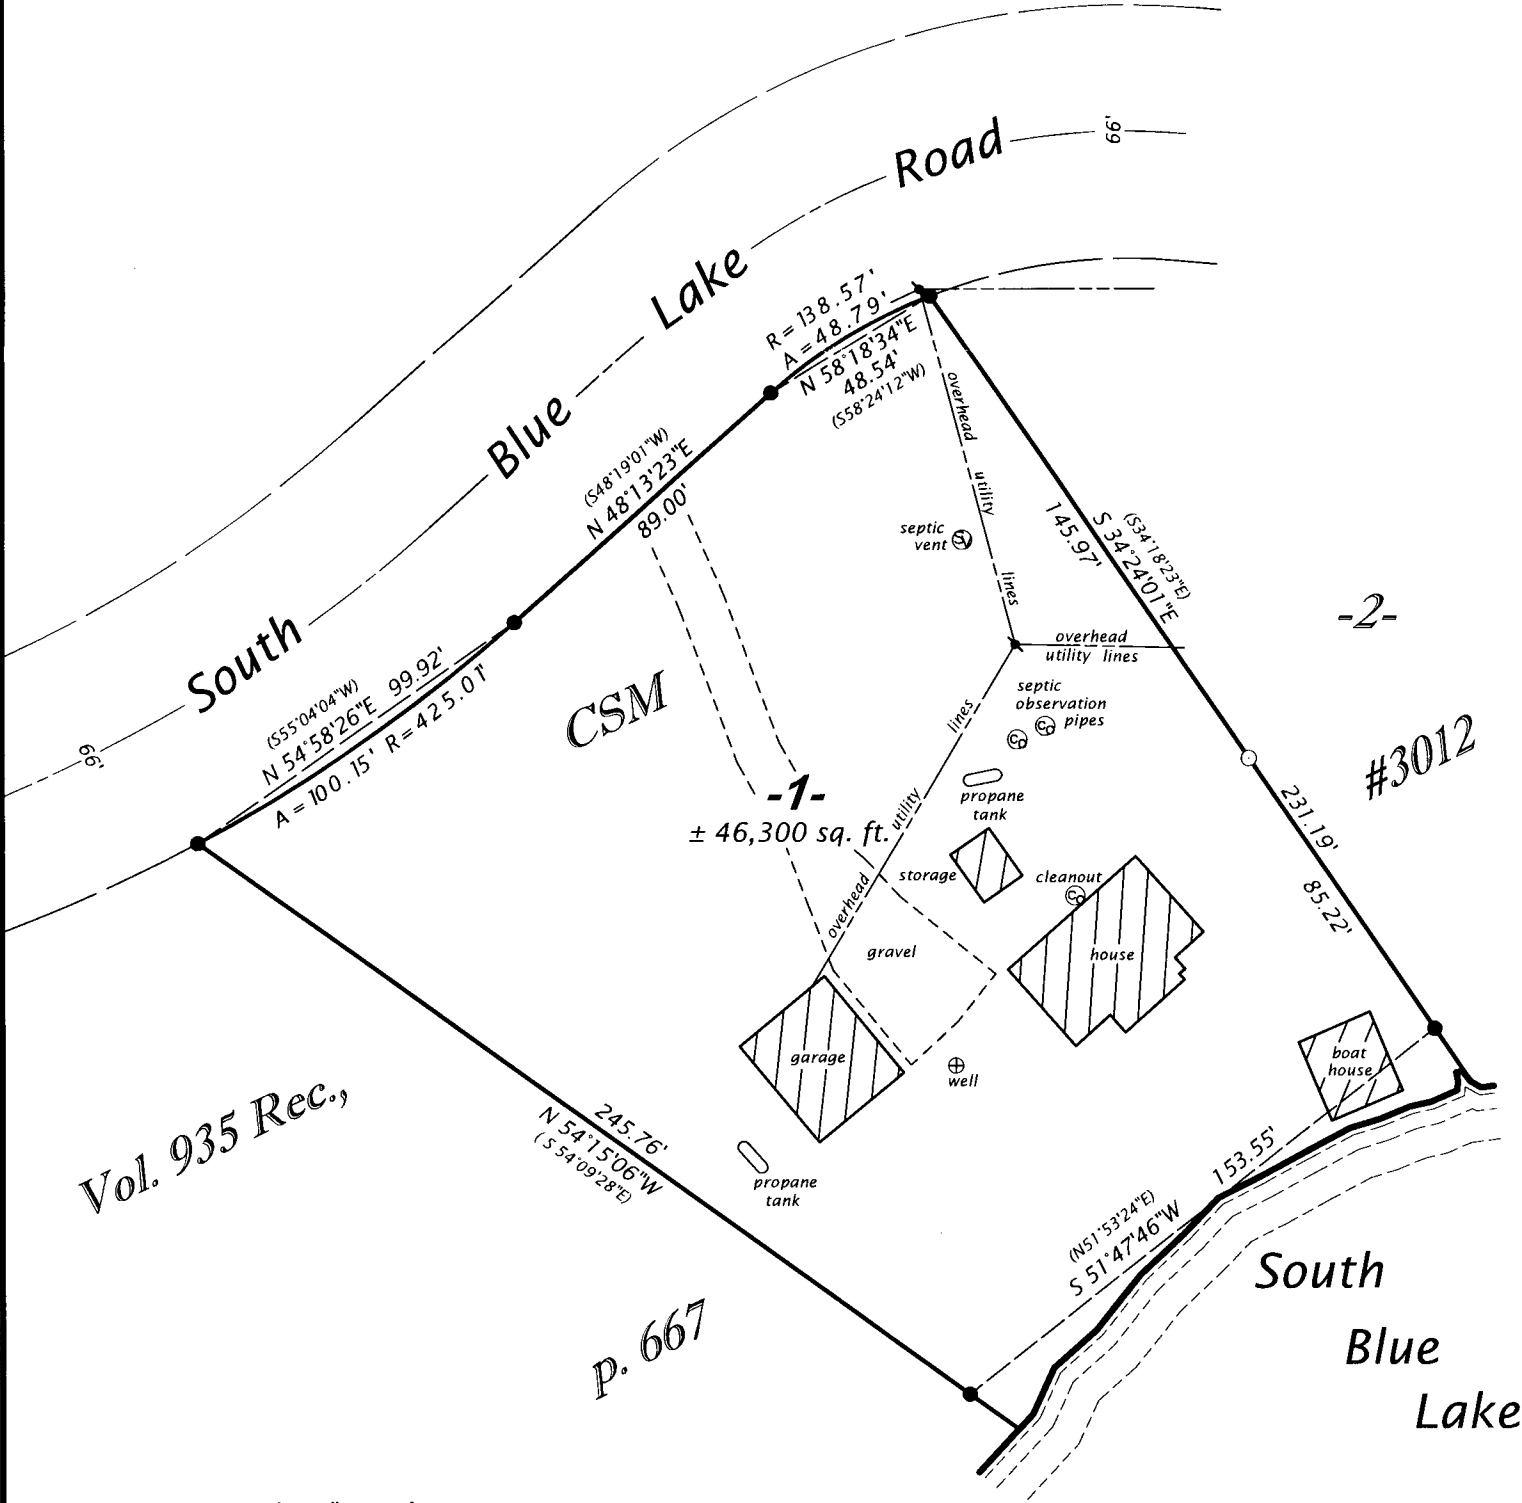 South Blue Lake Road
66'
66'
R = 138.57'
A = 48.79'
N 58°18'34"E
48.54'
(S58°24'12"W)
(S48°19'01"W)
N 48°13'23"E
89.00'
(S55°04'04"W)
N 54°58'26"E 99.92'
A = 100.15' R = 425.01'
overhead utility lines
septic
vent
145.97'
(S34°18'23"E)
S 34°24'01"E
-2-
overhead
utility lines
septic
observation
pipes
CSM
#3012
-1-
± 46,300 sq. ft.
overhead utility lines
propane
tank
231.19'
85.22'
storage
cleanout
gravel
house
garage
well
boat
house
Vol. 935 Rec.,
245.76'
N 54°15'06"W
(S 54°09'28"E)
propane
tank
153.55'
(N51°53'24"E)
S 51°47'46"W
p. 667
South
Blue
Lake